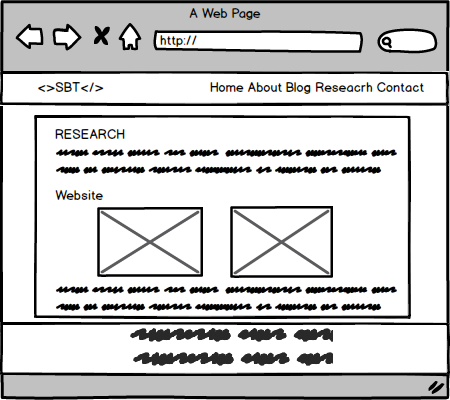 A Web Page
http://
<>SBT</> Home About Blog Reseacrh Contact
RESEARCH
Website